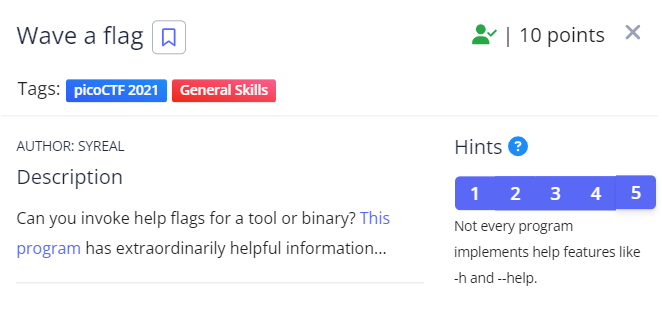 Wave a flag
| 10 points
Tags: picoCTF 2021 General Skills
AUTHOR: SYREAL
Description
Can you invoke help flags for a tool or binary? This
program has extraordinarily helpful information...
Hints ?
1 2 3 4 5
Not every program
implements help features like
-h and --help.